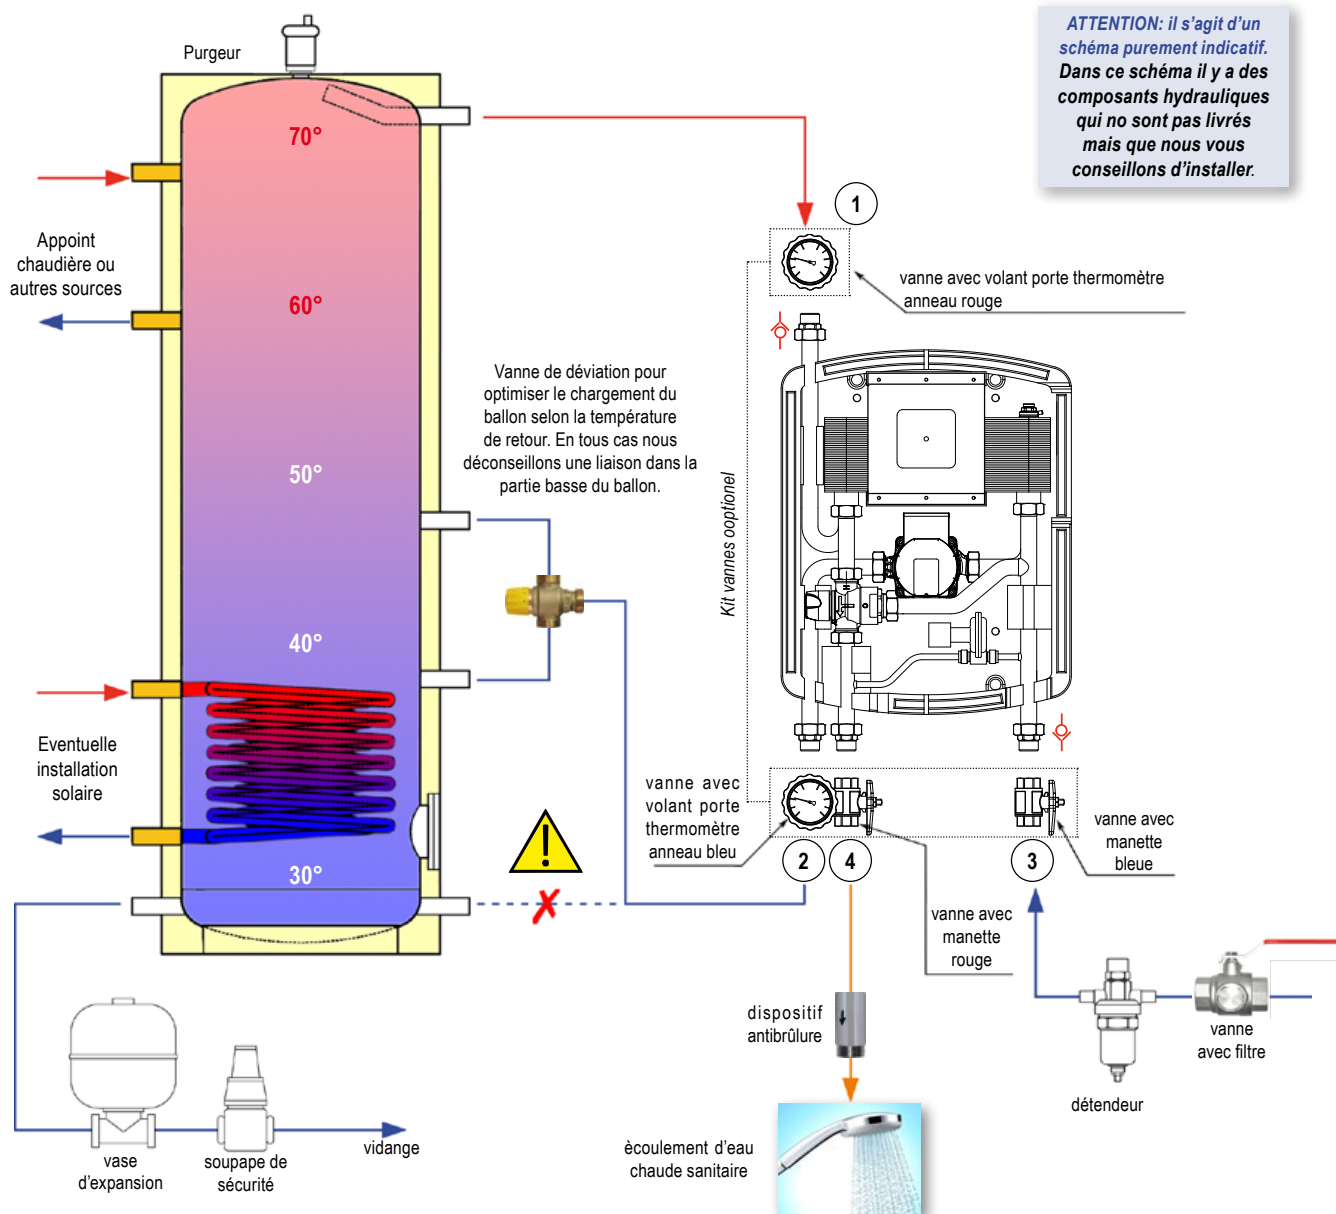 Purgeur
ATTENTION: il s'agit d'un
schéma purement indicatif.
Dans ce schéma il y a des
composants hydrauliques
qui no sont pas livrés
mais que nous vous
conseillons d'installer.
70°
60°
50°
40°
30°
Appoint
chaudière ou
autres sources
Vanne de déviation pour
optimiser le chargement du
ballon selon la température
de retour. En tous cas nous
déconseillons une liaison dans la
partie basse du ballon.
1
vanne avec volant porte thermomètre
anneau rouge
Kit vannes ooptionel
Eventuelle
installation
solaire
vanne avec
volant porte
thermomètre
anneau bleu
2
4
3
vanne avec
manette
bleue
vanne avec
manette
rouge
!
dispositif
antibrûlure
vanne
avec filtre
détendeur
vase
d'expansion
soupape de
sécurité
vidange
ècoulement d'eau
chaude sanitaire